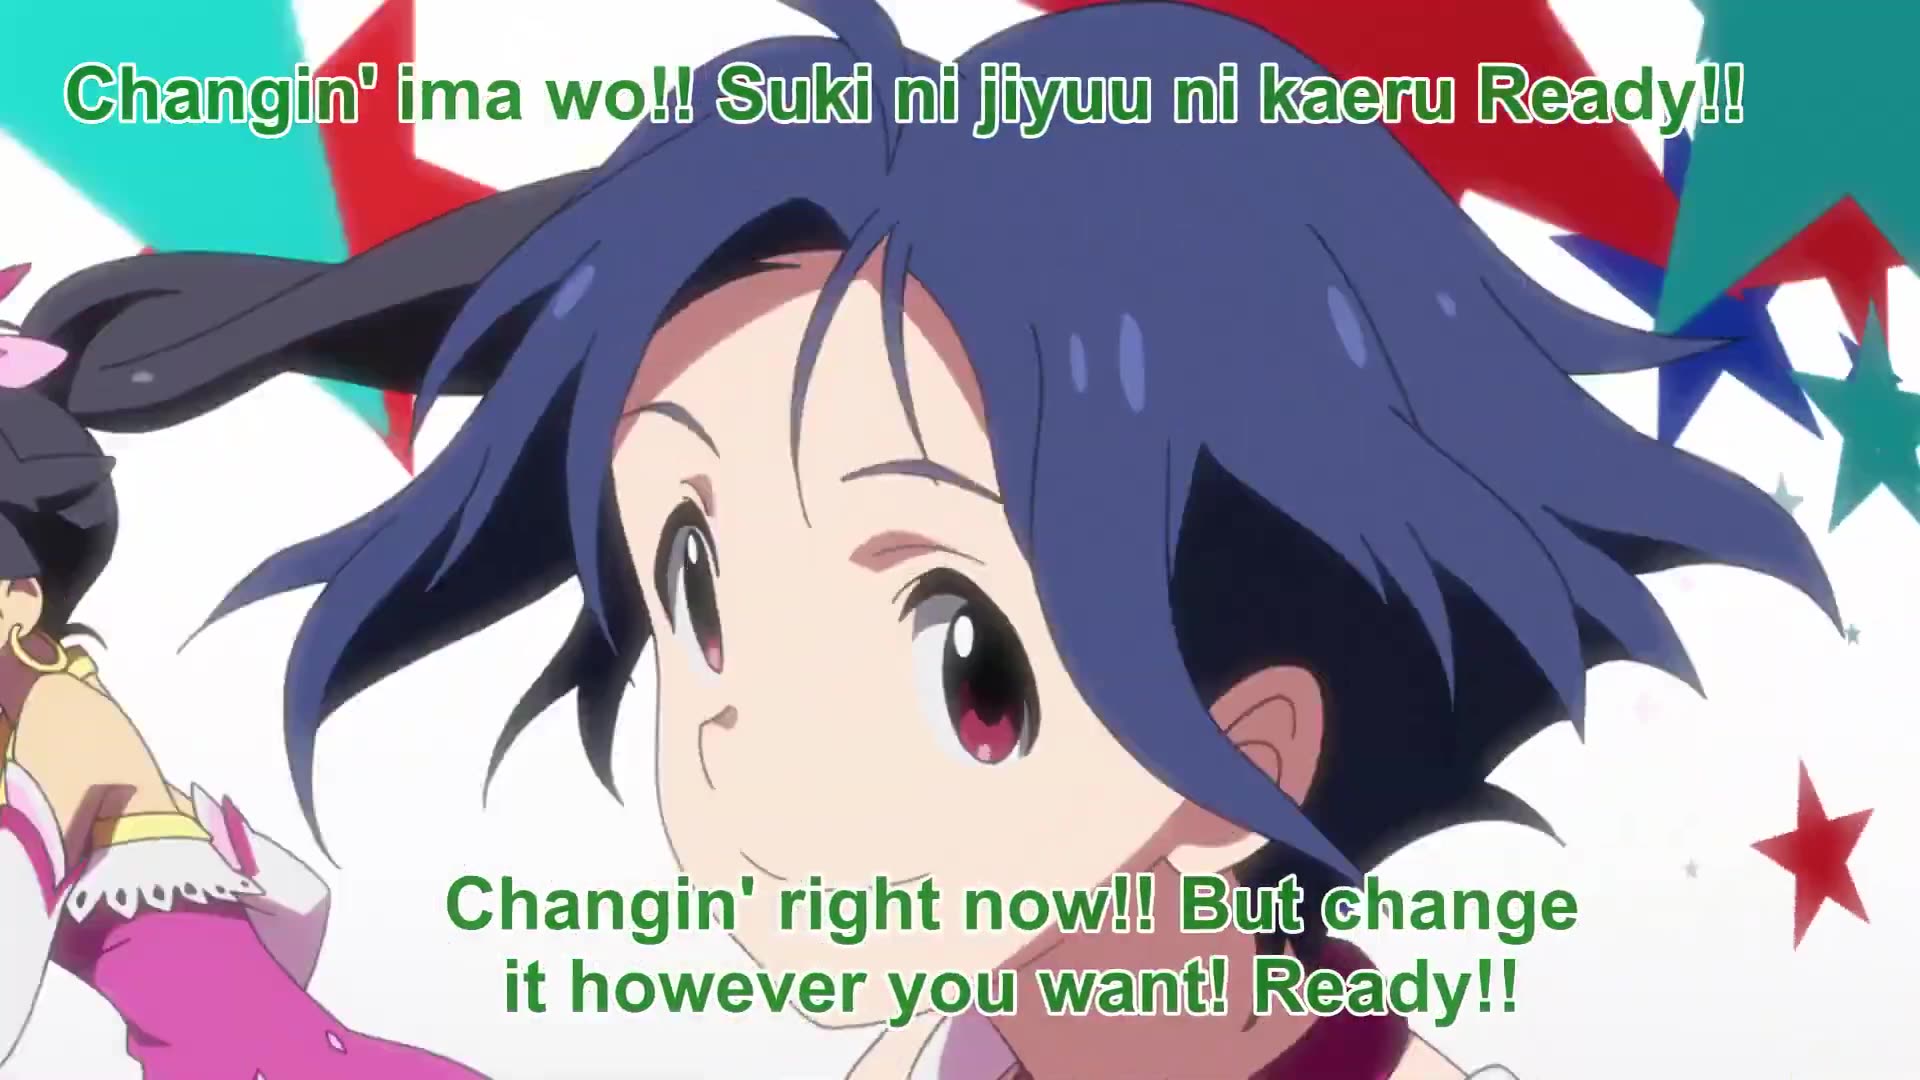 Changin' ima wo!! Suki ni jiyuu ni kaeru Ready!!
Changin' right now!! But change
it however you want! Ready!!